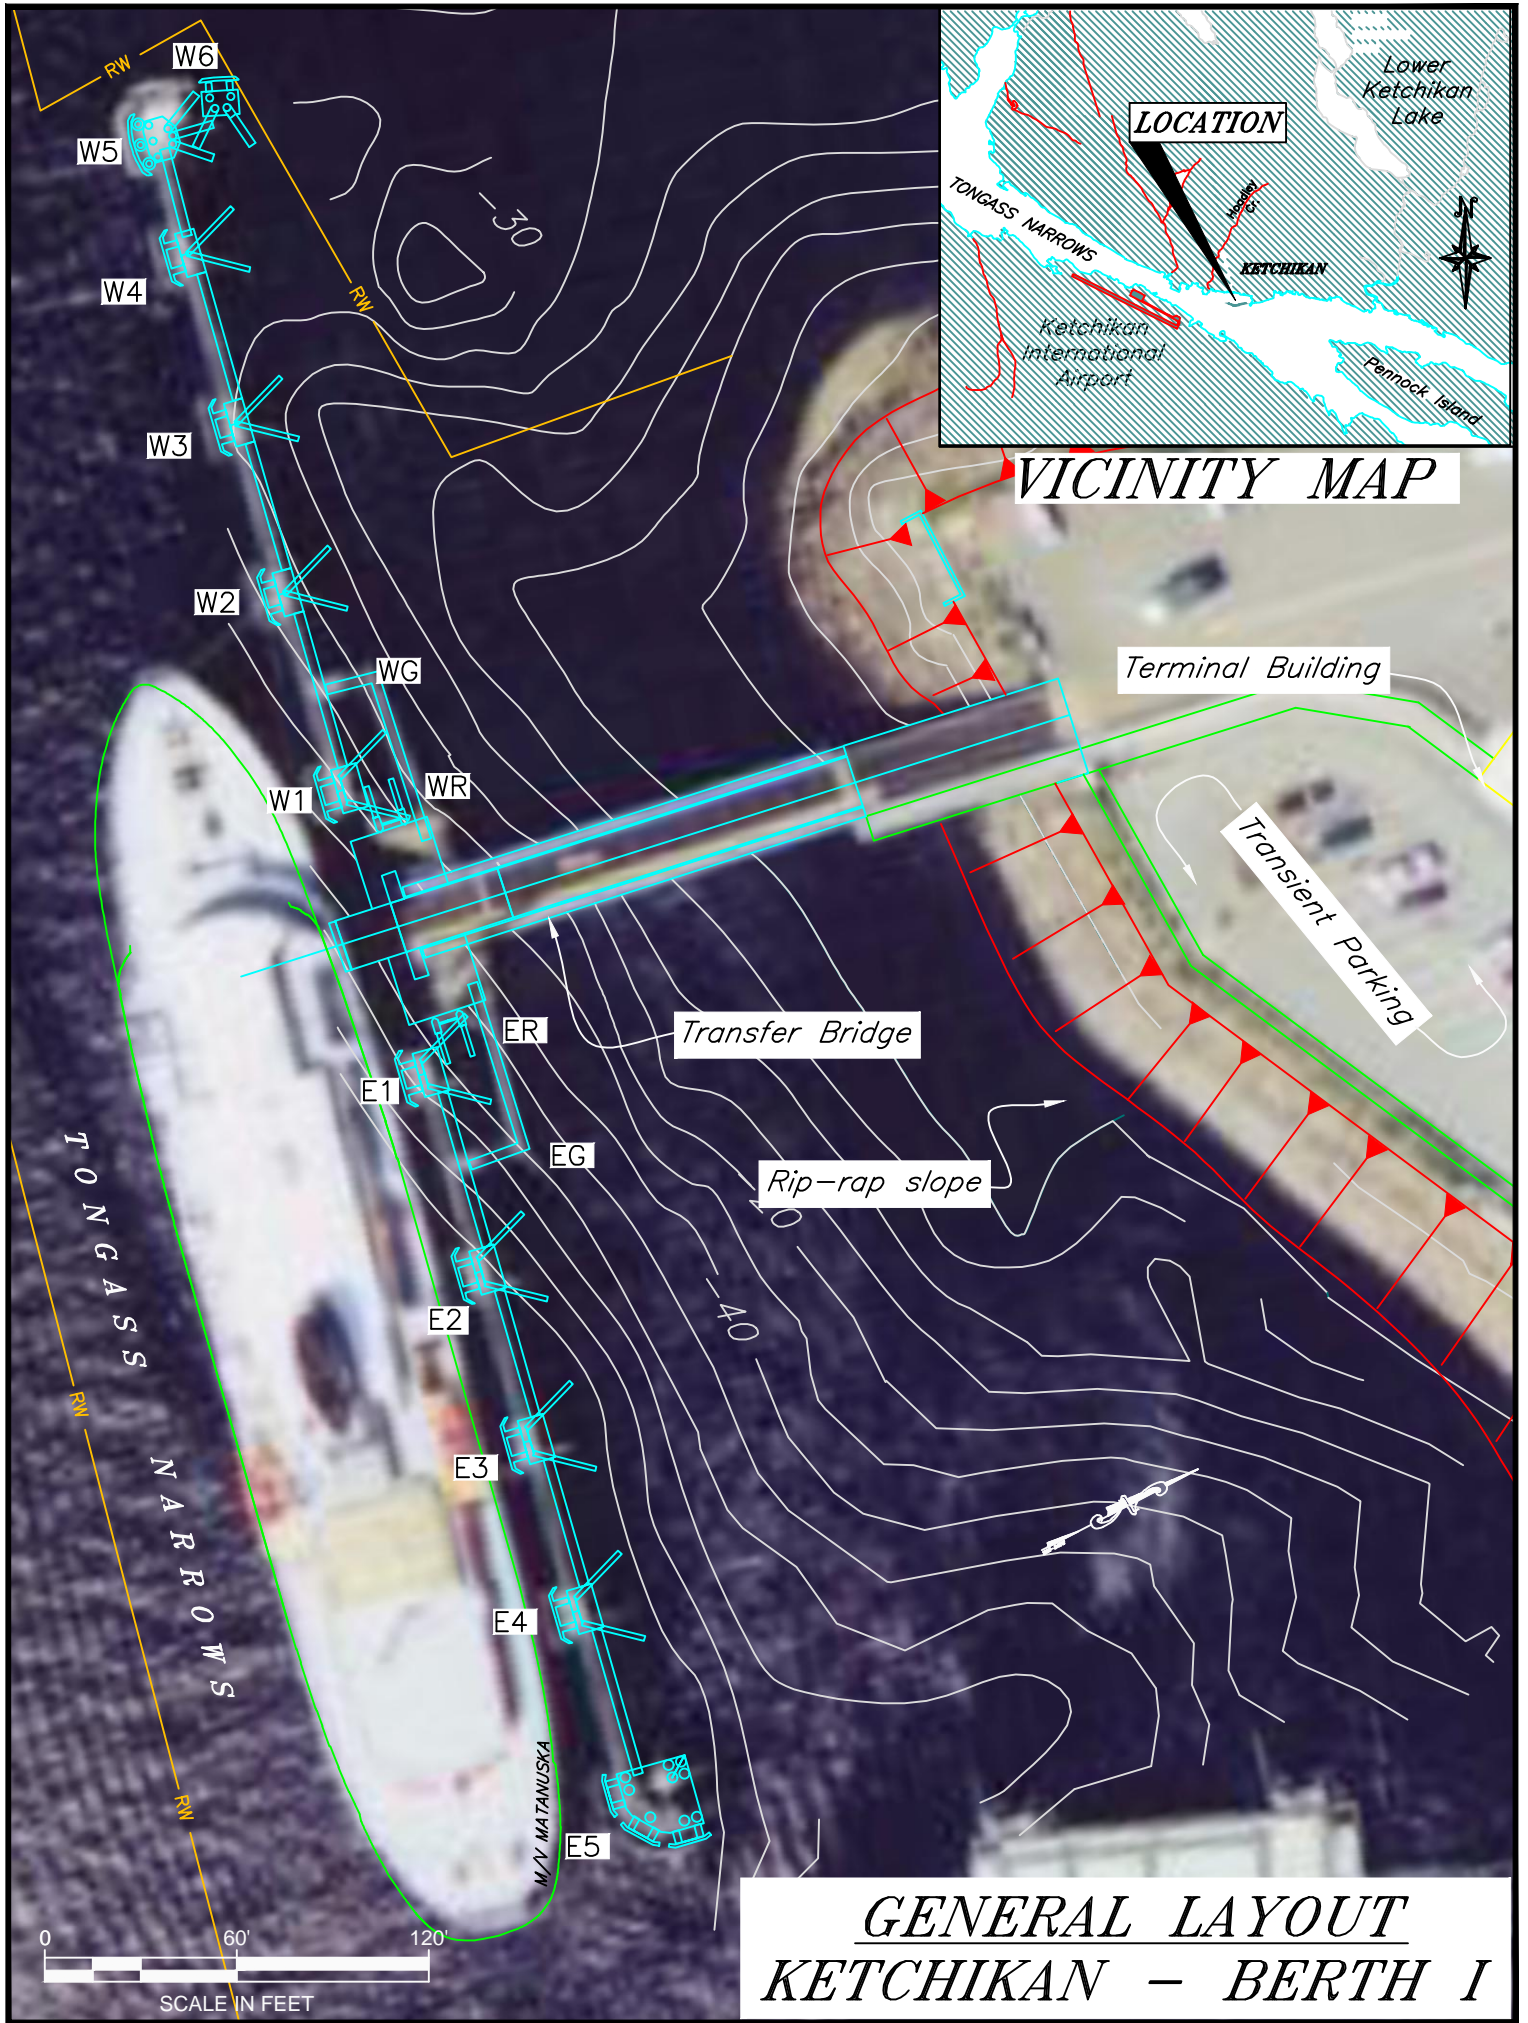 W6
RW
W5
W4
-30
RW
W3
W2
WG
WR
W1
LOCATION
Lower
Ketchikan
Lake
TONGASS NARROWS
Hoadley
Cr.
N
KETCHIKAN
Ketchikan
International
Airport
Pennock Island
VICINITY MAP
Terminal Building
Transient Parking
Transfer Bridge
ER
E1
EG
Rip-rap slope
-40
E2
E3
E4
E5
TONGASS NARROWS
RW
RW
M/V MATANUSKA
0 60' 120'
SCALE IN FEET
GENERAL LAYOUT
KETCHIKAN - BERTH I